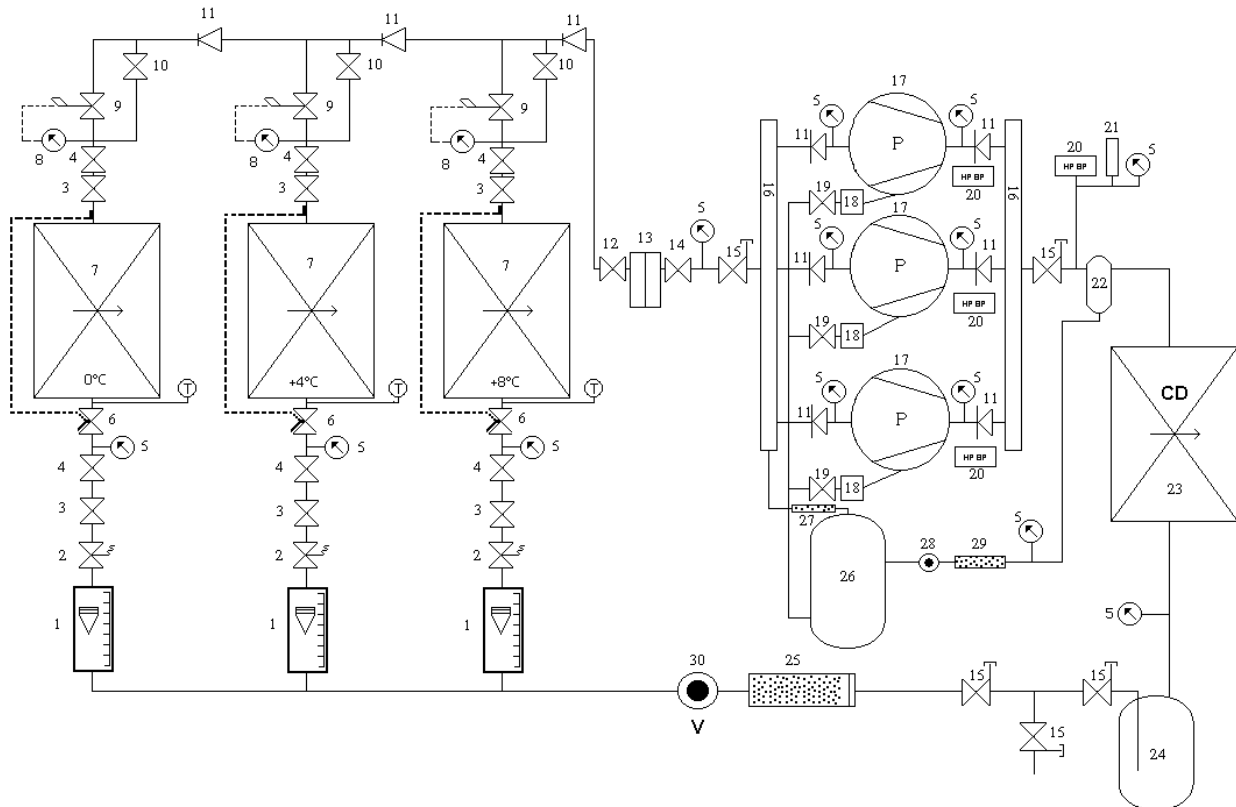 11 11 11
10 10 10
9 9 9
8 4 8 4 8 4
3 3 3
7 7 7
0°C +4°C +8°C
T T T
6 6 6
5 5 5
4 4 4
3 3 3
2 2 2
1 1 1
12 13 14 5 15
16 16
17
5 5
11 P 11
HP BP
20
19 18
17
5 5
11 P 11
HP BP
20
19 18
17
5 5
11 P 11
HP BP
20
19 18
20 21
HP BP 5
15 22
CD
23
27
26 28 29 5
5
30 25 15 15
V
15 24